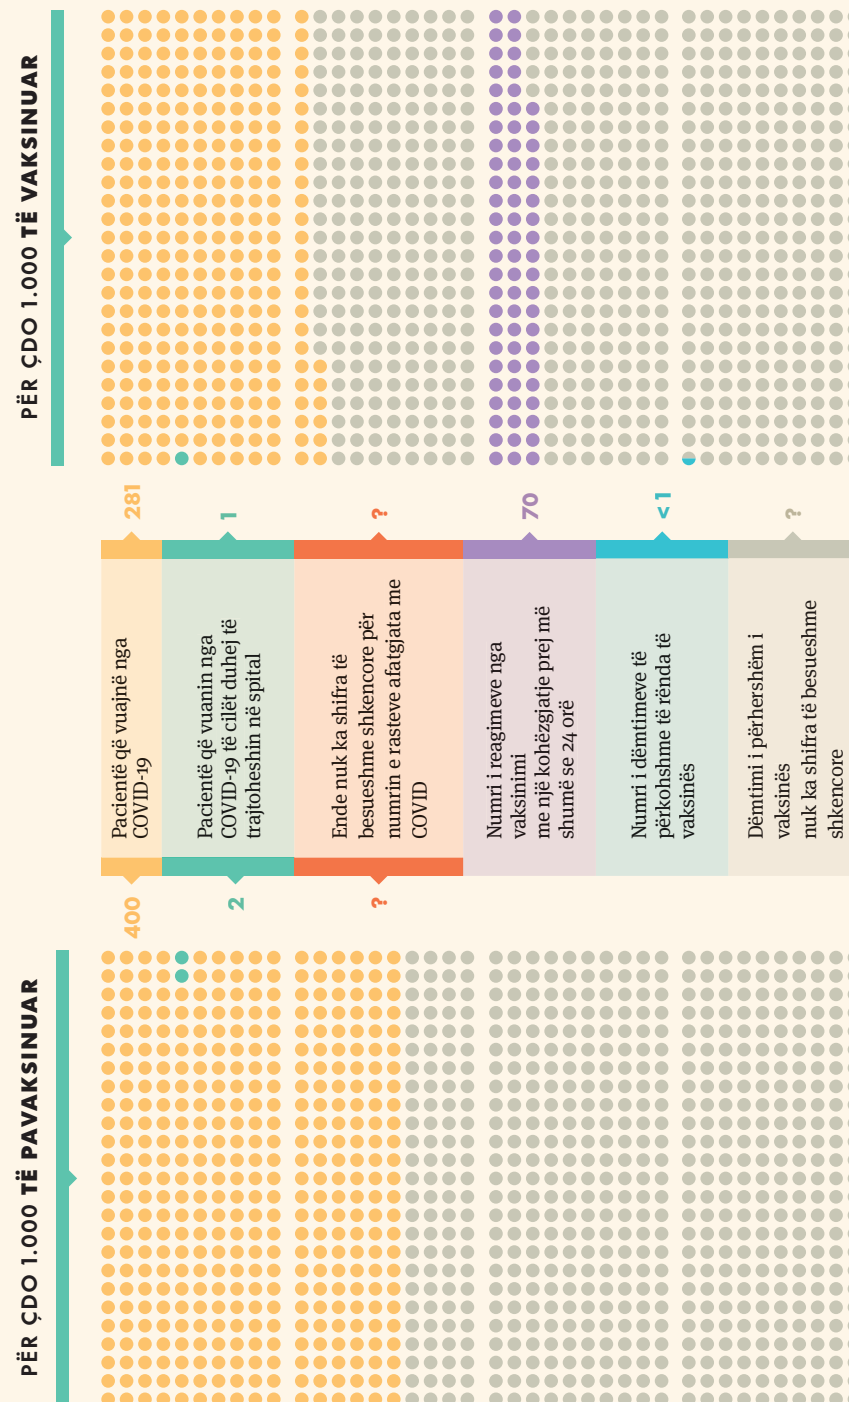 PËR ÇDO 1.000 TË PAVAKSINUAR
PËR ÇDO 1.000 TË VAKSINUAR
400
Pacientë që vuajnë nga
COVID-19
281
2
Pacientë që vuanin nga
COVID-19 të cilët duhej të
trajtoheshin në spital
1
?
Ende nuk ka shifra të
besueshme shkencore për
numrin e rasteve afatgjata me
COVID
?
Numri i reagimeve nga
vaksinimi
me një kohëzgjatje prej më
shumë se 24 orë
70
Numri i dëmtimeve të
përkohshme të rënda të
vaksinës
<1
Dëmtimi i përhershëm i
vaksinës
nuk ka shifra të besueshme
shkencore
?